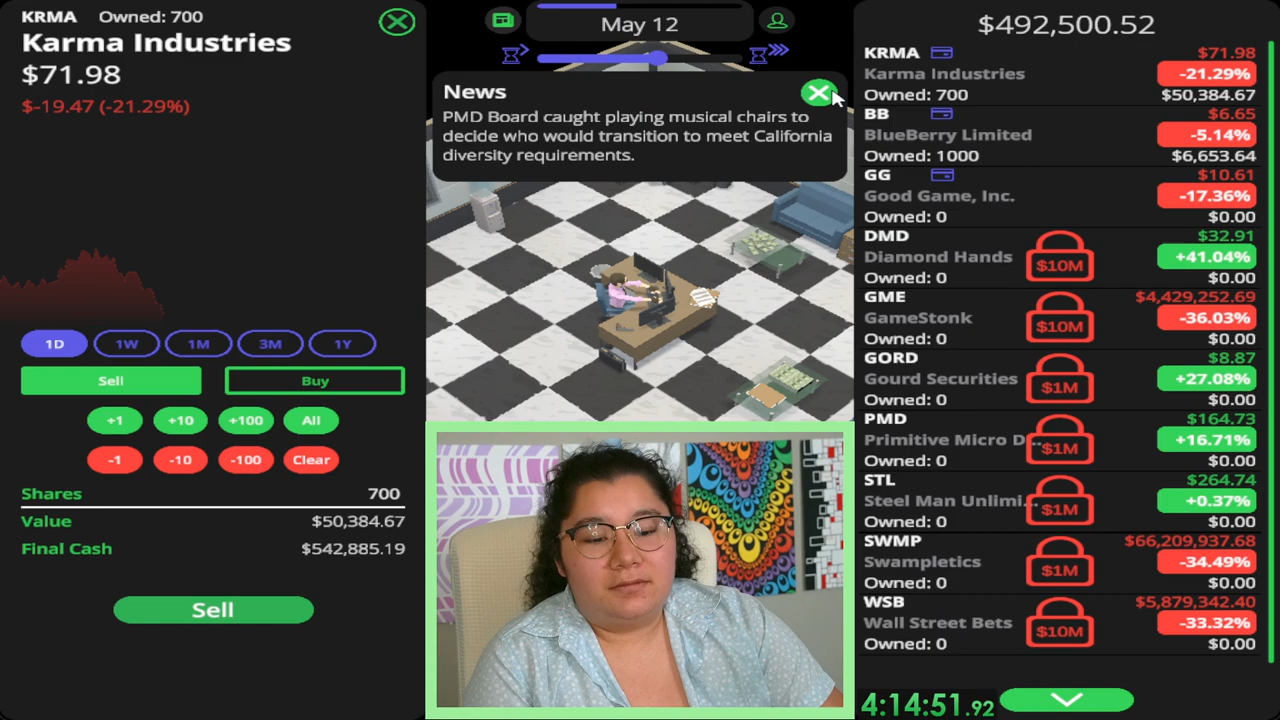 KRMA Owned: 700
Karma Industries
$71.98
$-19.47 (-21.29%)
1D 1W 1M 3M 1Y
Sell Buy
+1 +10 +100 All
-1 -10 -100 Clear
Shares 700
Value $50,384.67
Final Cash $542,885.19
Sell
May 12
News
PMD Board caught playing musical chairs to
decide who would transition to meet California
diversity requirements.
$492,500.52
KRMA $71.98
Karma Industries -21.29%
Owned: 700 $50,384.67
BB $6.65
BlueBerry Limited -5.14%
Owned: 1000 $6,653.64
GG $10.61
Good Game, Inc. -17.36%
Owned: 0 $0.00
DMD $32.91
Diamond Hands $10M +41.04%
Owned: 0 $0.00
GME $4,429,252.69
GameStonk $10M -36.03%
Owned: 0 $0.00
GORD $8.87
Gourd Securities $1M +27.08%
Owned: 0 $0.00
PMD $164.73
Primitive Micro D... $1M +16.71%
Owned: 0 $0.00
STL $264.74
Steel Man Unlimi... $1M +0.37%
Owned: 0 $0.00
SWMP $66,209,937.68
Swampletics $1M -34.49%
Owned: 0 $0.00
WSB $5,879,342.40
Wall Street Bets $10M -33.32%
Owned: 0 $0.00
4:14:51.92